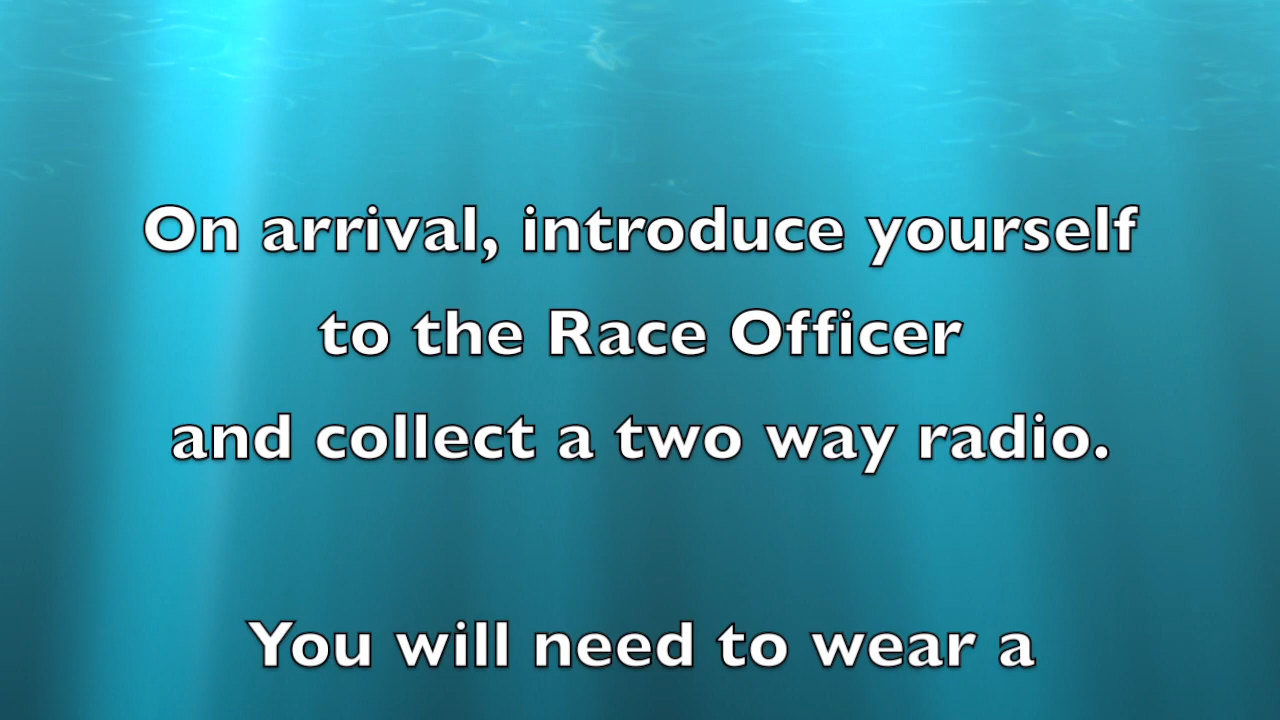 On arrival, introduce yourself
to the Race Officer
and collect a two way radio.
You will need to wear a